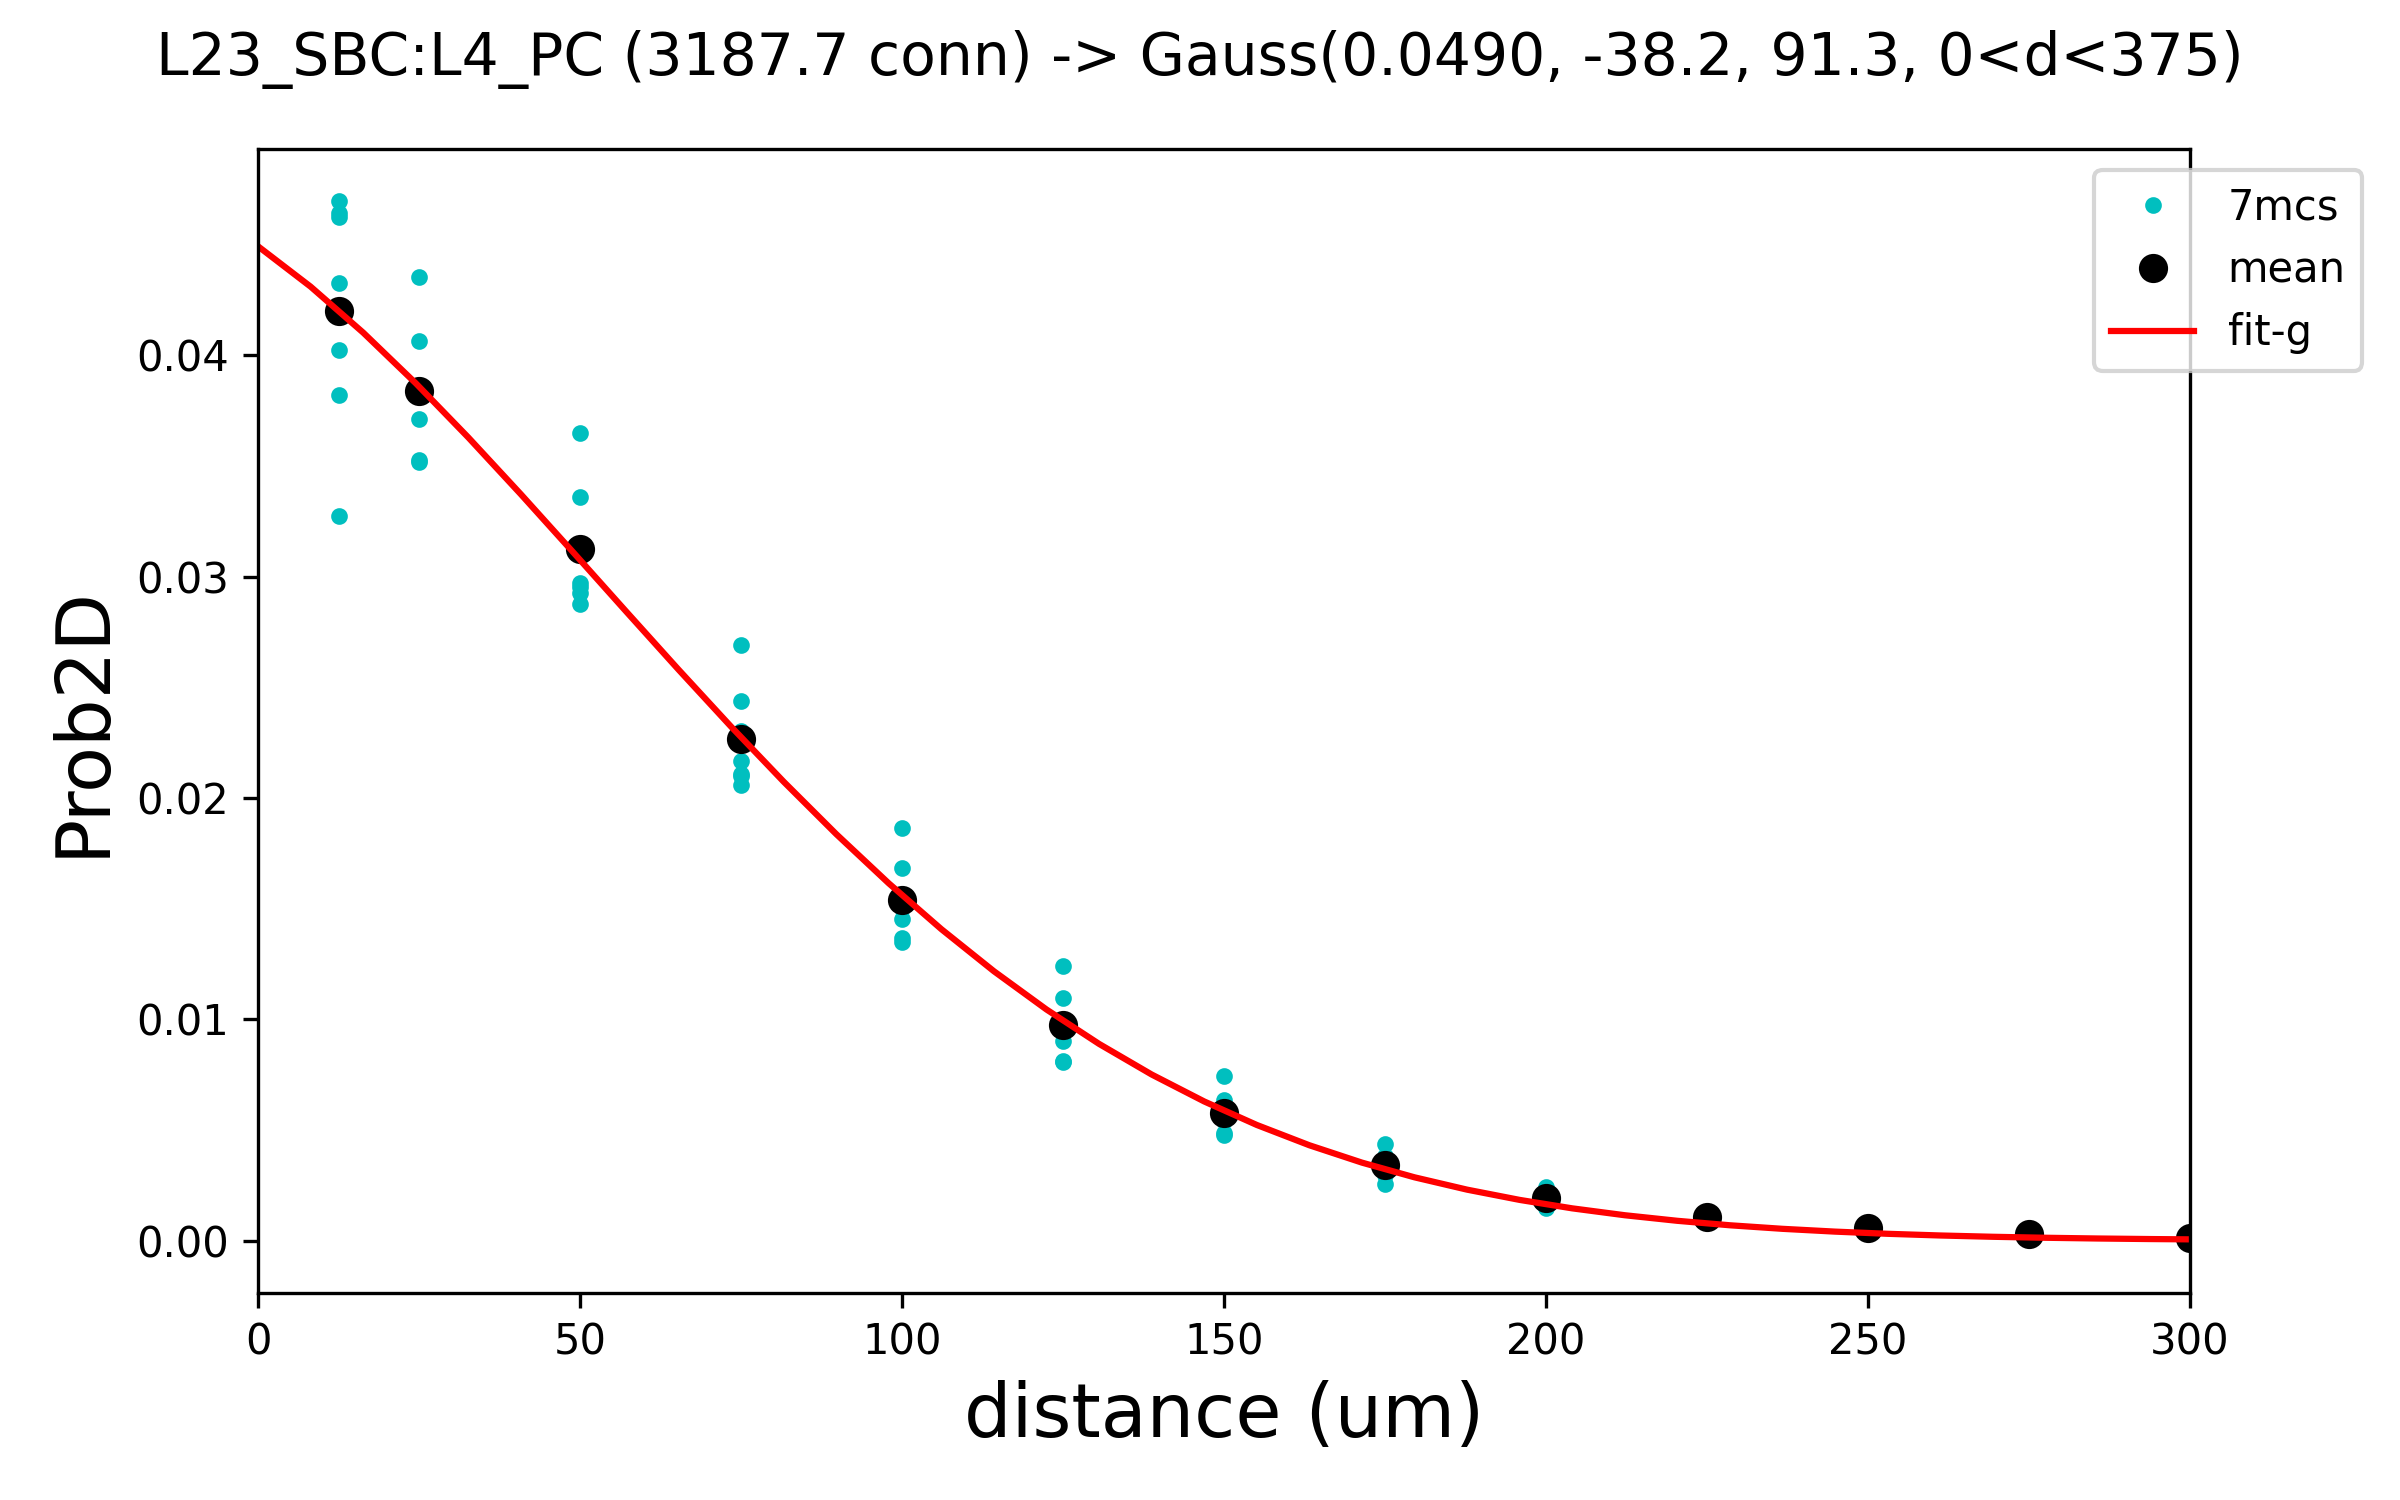 L23_SBC:L4_PC (3187.7 conn) -> Gauss(0.0490, -38.2, 91.3, 0<d<375)
7mcs
mean
fit-g
0.04
0.03
0.02
0.01
0.00
Prob2D
0 50 100 150 200 250 300
distance (um)